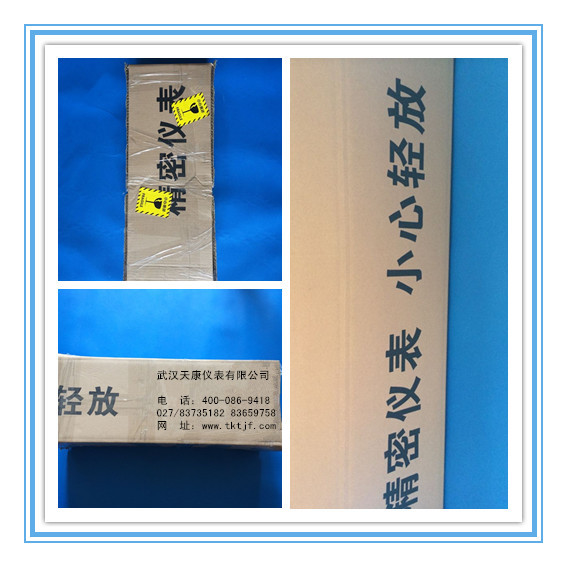 精密仪表
轻放
武汉天康仪表有限公司
电 话：400-086-9418
027/83735182 83659758
网 址：www.tktjf.com
精密仪表 小心轻放